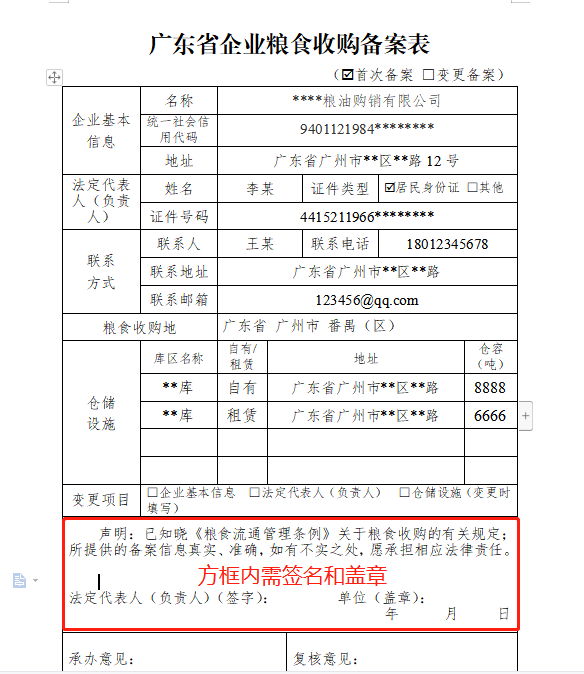 广东省企业粮食收购备案表
（☑首次备案 ☐变更备案）
企业基本
信息
名称
****粮油购销有限公司
统一社会信
用代码
9401121984********
地址
广东省广州市**区**路 12 号
法定代表
人（负责
人）
姓名
李某
证件类型
☑居民身份证 ☐其他
证件号码
4415211966********
联系
方式
联系人
王某
联系电话
18012345678
联系地址
广东省广州市**区**路
联系邮箱
123456@qq.com
粮食收购地
广东省 广州市 番禺（区）
仓储
设施
库区名称
自有/
租赁
地址
仓容
（吨）
**库
自有
广东省广州市**区**路
8888
**库
租赁
广东省广州市**区**路
6666
变更项目
☐企业基本信息 ☐法定代表人（负责人） ☐仓储设施（变更时
填写）
声明：已知晓《粮食流通管理条例》关于粮食收购的有关规定；
所提供的备案信息真实、准确，如有不实之处，愿承担相应法律责任。
方框内需签名和盖章
法定代表人（负责人）（签字）： 单位（盖章）：
年 月 日
承办意见：
复核意见：